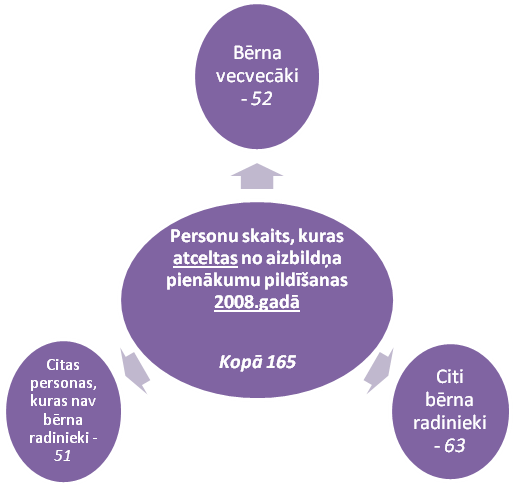 Bērna
vecvecāki
- 52
Personu skaits, kuras
atceltas no aizbildņa
pienākumu pildīšanas
2008.gadā
Kopā 165
Citas
personas,
kuras nav
bērna
radinieki -
51
Citi
bērna
radinieki
- 63